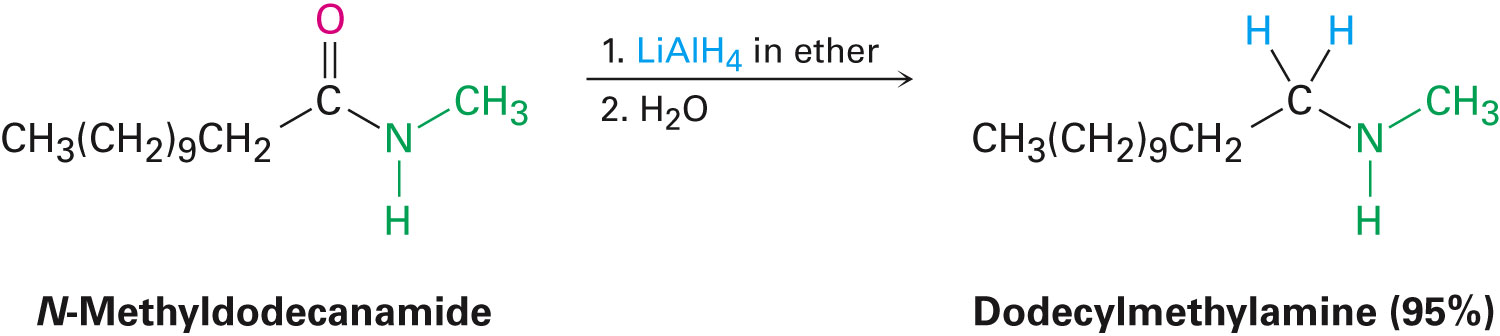 O
C
CH3(CH2)9CH2
N
CH3
H
1. LiAlH4 in ether
2. H2O
H H
C
CH3(CH2)9CH2
N
CH3
H
N-Methyldodecanamide
Dodecylmethylamine (95%)